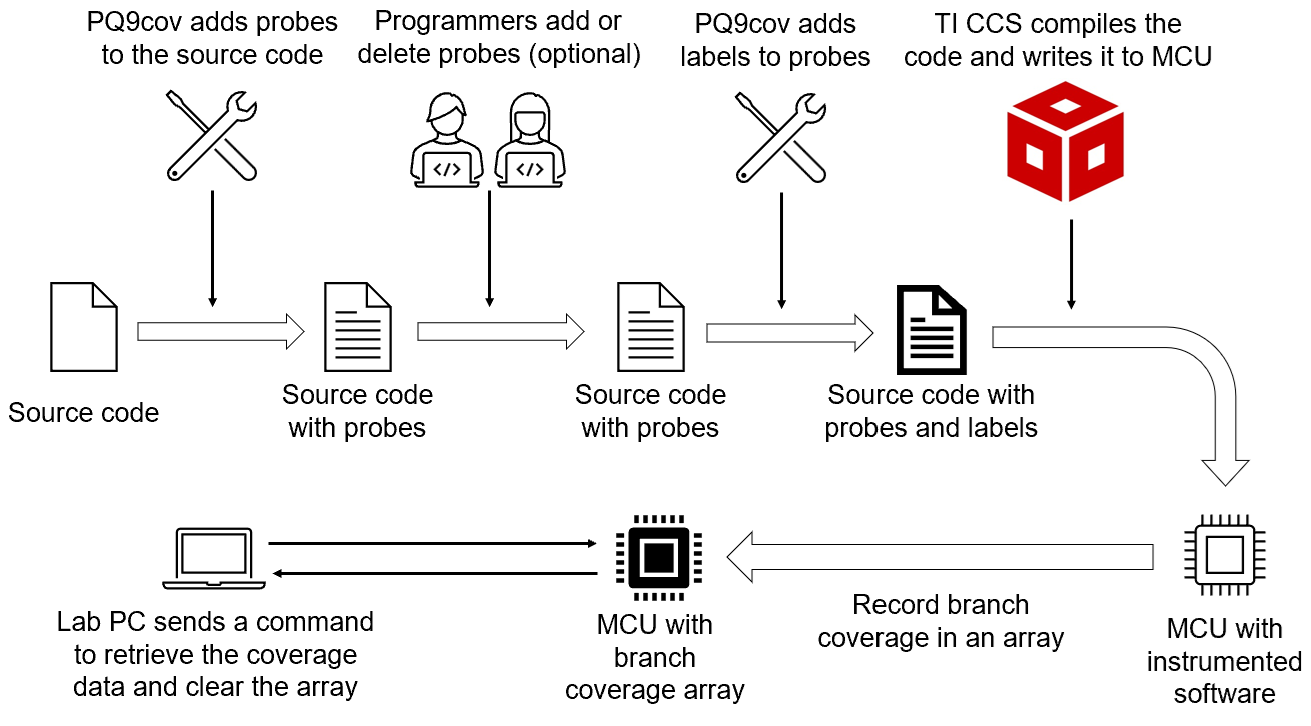 PQ9cov adds probes
to the source code
Programmers add or
delete probes (optional)
PQ9cov adds
labels to probes
TI CCS compiles the
code and writes it to MCU
</>
</>
Source code
Source code
with probes
Source code
with probes
Source code with
probes and labels
Lab PC sends a command
to retrieve the coverage
data and clear the array
MCU with
branch
coverage array
Record branch
coverage in an array
MCU with
instrumented
software